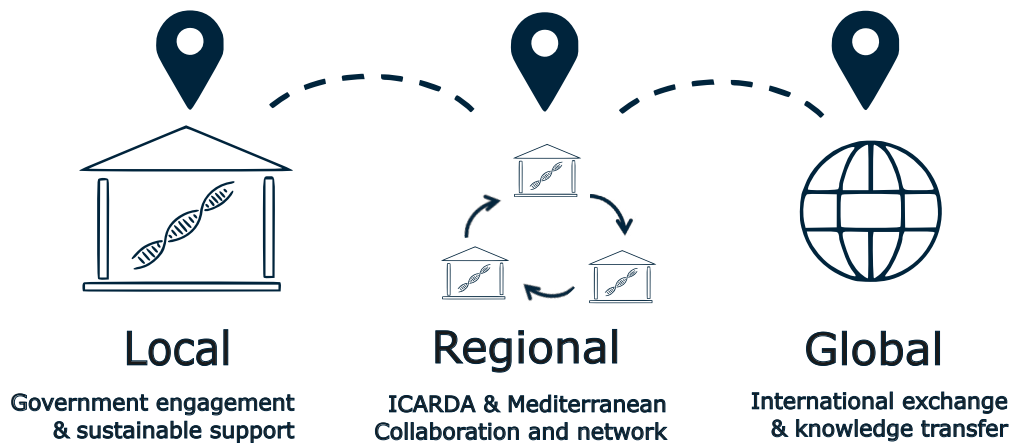 Local
Government engagement
& sustainable support
Regional
ICARDA & Mediterranean
Collaboration and network
Global
International exchange
& knowledge transfer